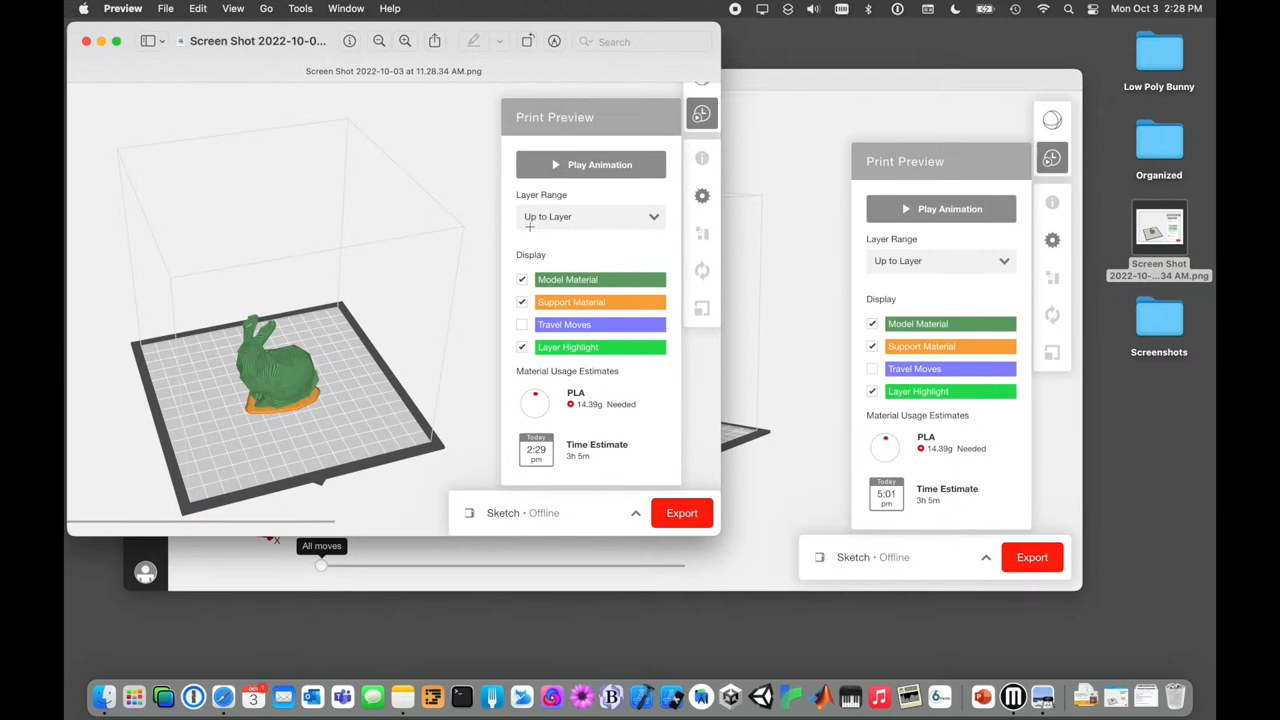 Preview File Edit View Go Tools Window Help
Mon Oct 3 2:28 PM
Screen Shot 2022-10-0...
Search
Screen Shot 2022-10-03 at 11.28.34 AM.png
Print Preview
Play Animation
Layer Range
Up to Layer
Display
Model Material
Support Material
Travel Moves
Layer Highlight
Material Usage Estimates
PLA
14.39g Needed
Today
2:29
pm
Time Estimate
3h 5m
Sketch • Offline
Export
X
All moves
Print Preview
Play Animation
Layer Range
Up to Layer
Display
Model Material
Support Material
Travel Moves
Layer Highlight
Material Usage Estimates
PLA
14.39g Needed
Today
5:01
pm
Time Estimate
3h 5m
Sketch • Offline
Export
Low Poly Bunny
Organized
Screen Shot
2022-10-...34 AM.png
Screenshots
3